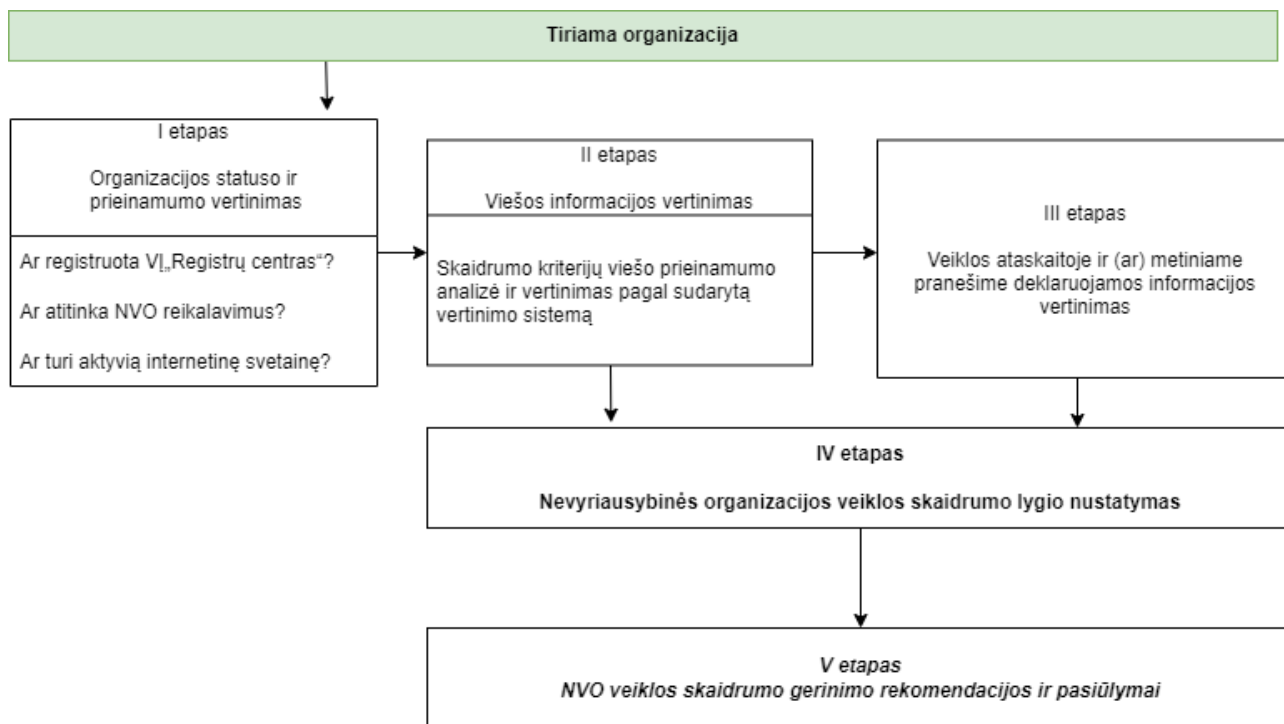 Tiriama organizacija
I etapas
Organizacijos statuso ir
prieinamumo vertinimas
Ar registruota VĮ„Registrų centras“?
Ar atitinka NVO reikalavimus?
Ar turi aktyvią internetinę svetainę?
II etapas
Viešos informacijos vertinimas
Skaidrumo kriterijų viešo prieinamumo
analizė ir vertinimas pagal sudarytą
vertinimo sistemą
III etapas
Veiklos ataskaitoje ir (ar) metiniame
pranešime deklaruojamos informacijos
vertinimas
IV etapas
Nevyriausybinės organizacijos veiklos skaidrumo lygio nustatymas
V etapas
NVO veiklos skaidrumo gerinimo rekomendacijos ir pasiūlymai